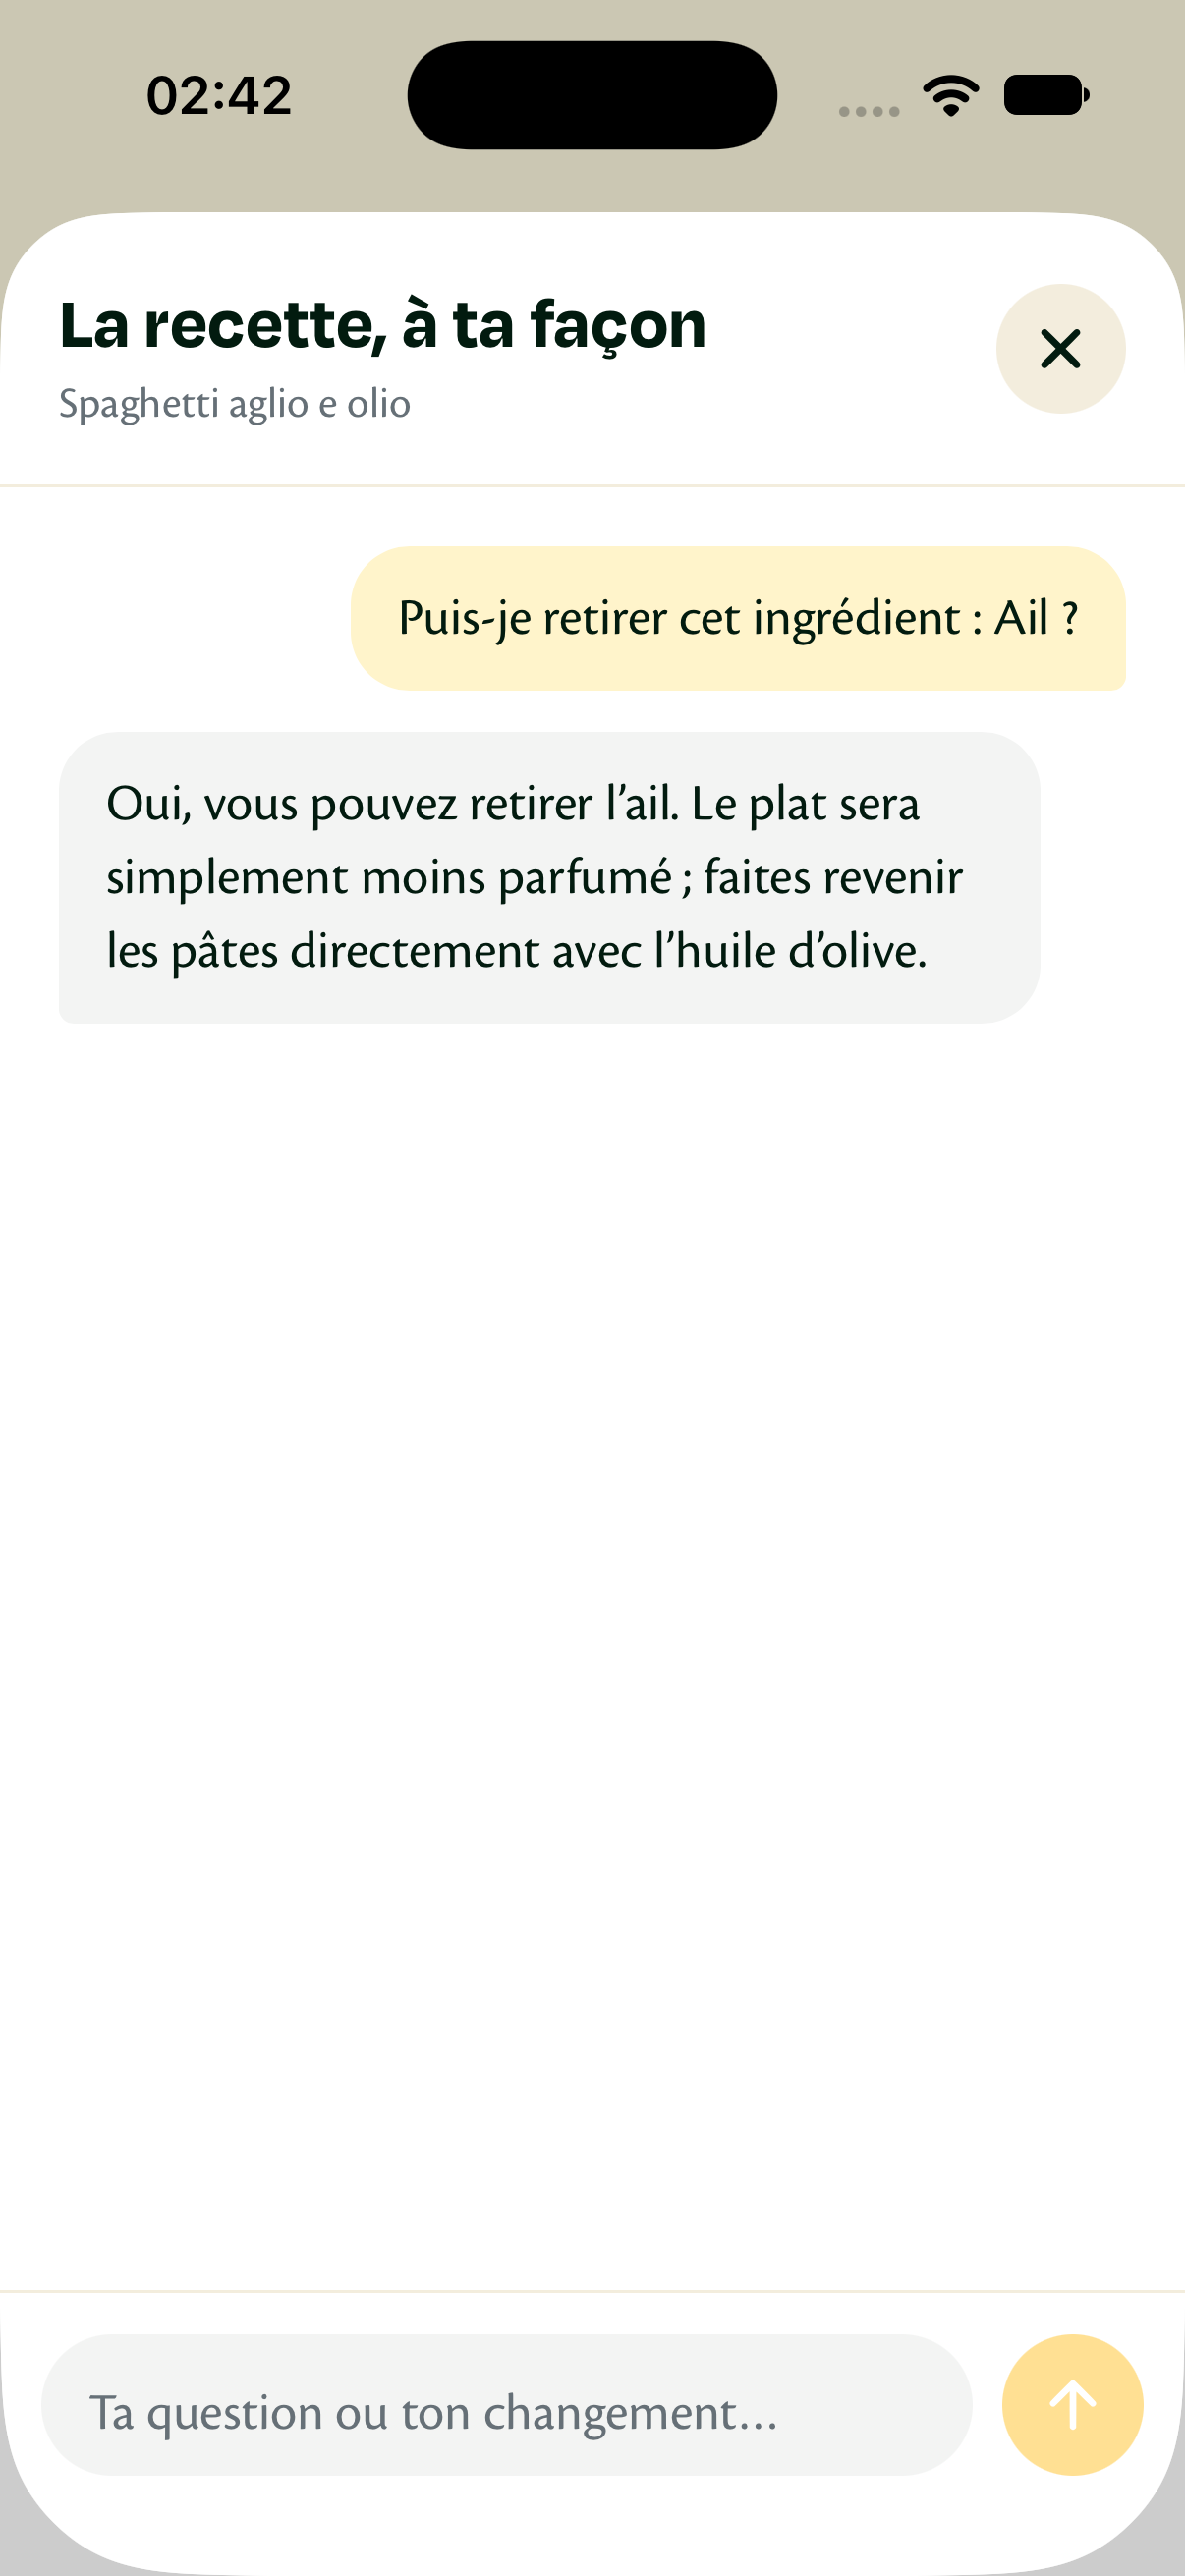 02:42
La recette, à ta façon
Spaghetti aglio e olio
Puis-je retirer cet ingrédient : Ail ?
Oui, vous pouvez retirer l’ail. Le plat sera
simplement moins parfumé ; faites revenir
les pâtes directement avec l’huile d’olive.
Ta question ou ton changement…